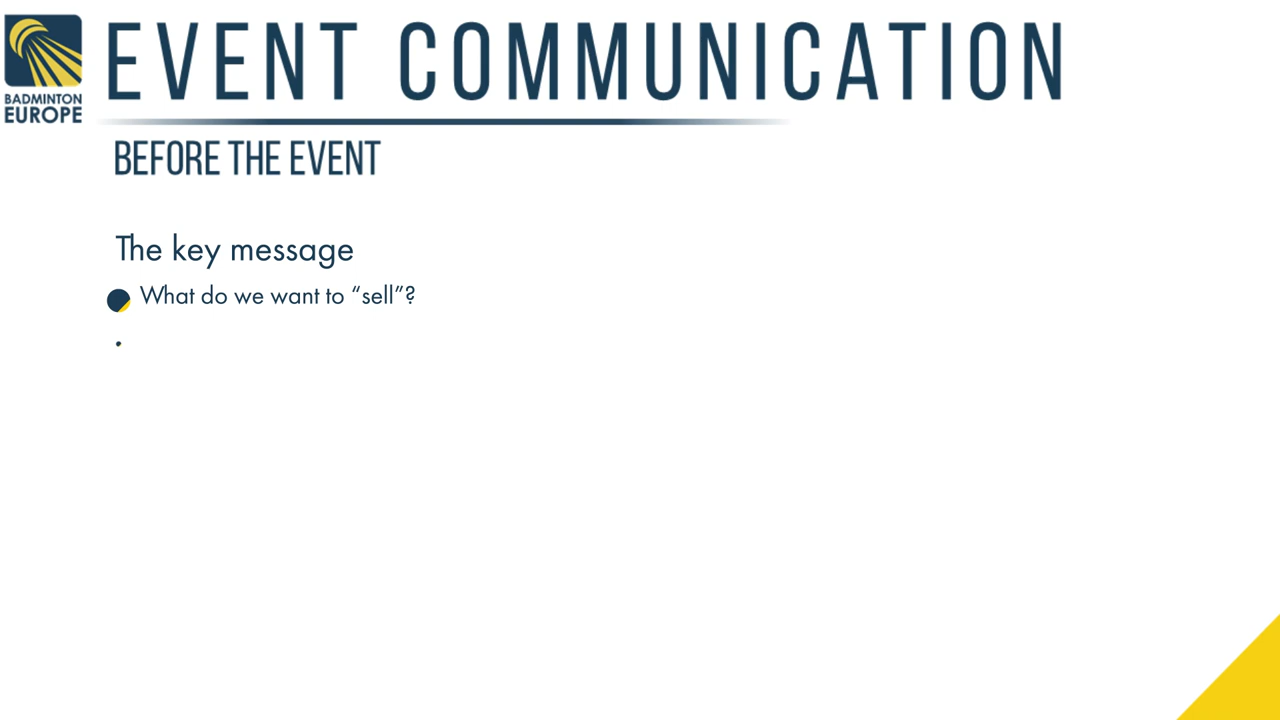 EVENT COMMUNICATION
BADMINTON
EUROPE
BEFORE THE EVENT
The key message
What do we want to “sell”?